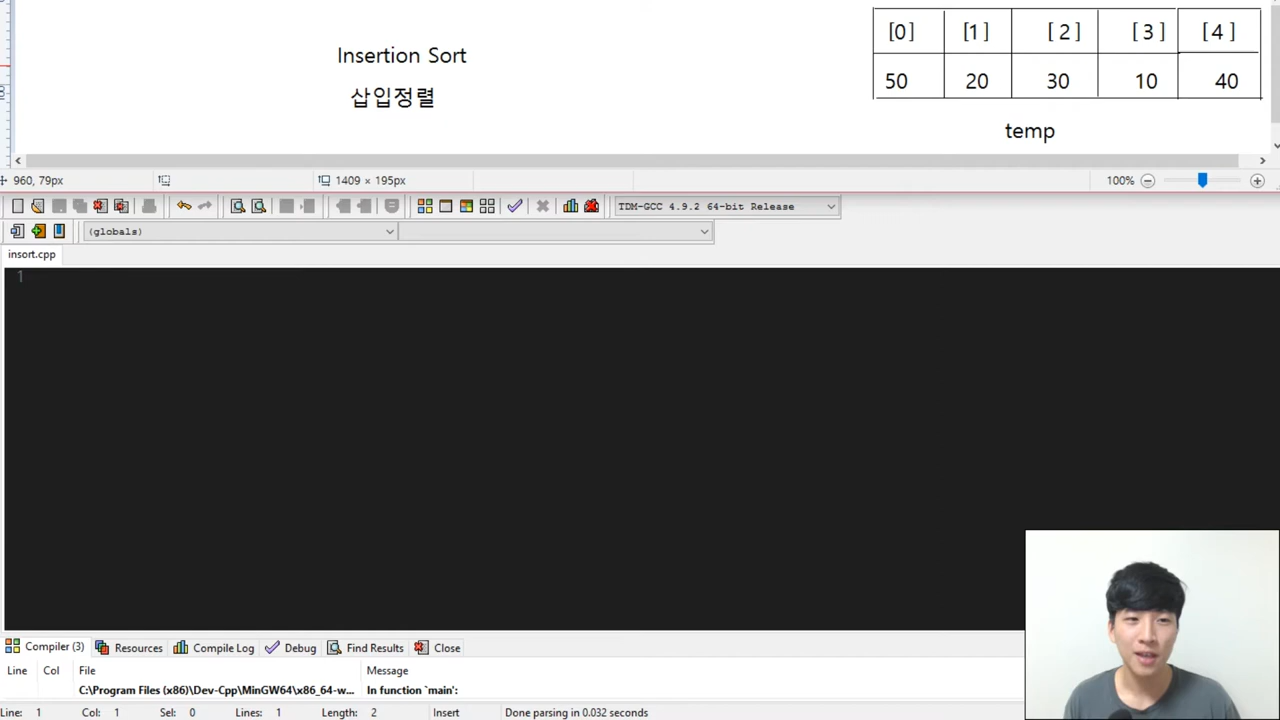 Insertion Sort
삽입정렬
[0] [1] [2] [3] [4]
50 20 30 10 40
temp
960, 79px
1409 × 195px
100%
TDM-GCC 4.9.2 64-bit Release
(globals)
insort.cpp
1
Compiler (3) Resources Compile Log Debug Find Results Close
Line Col File Message
C:\Program Files (x86)\Dev-Cpp\MinGW64\x86_64-w... In function `main':
Line: 1 Col: 1 Sel: 0 Lines: 1 Length: 2 Insert Done parsing in 0.032 seconds